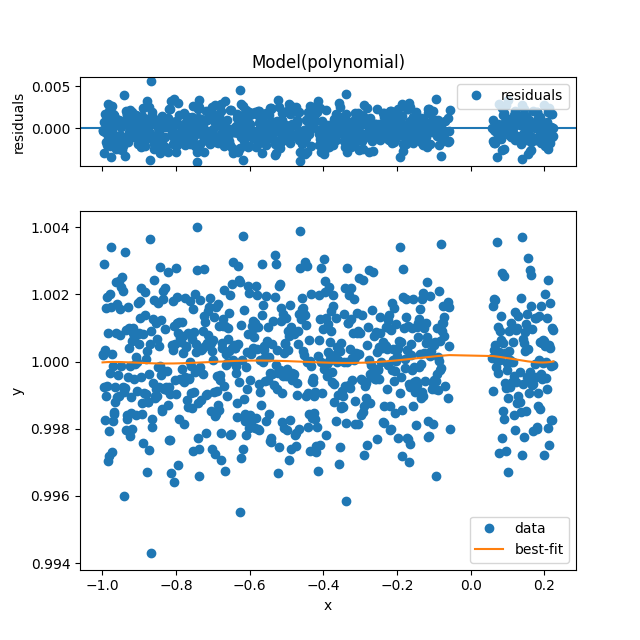 Model(polynomial)
0.005
0.000
residuals
residuals
1.004
1.002
1.000
0.998
0.996
0.994
y
data
best-fit
−1.0 −0.8 −0.6 −0.4 −0.2 0.0 0.2
x